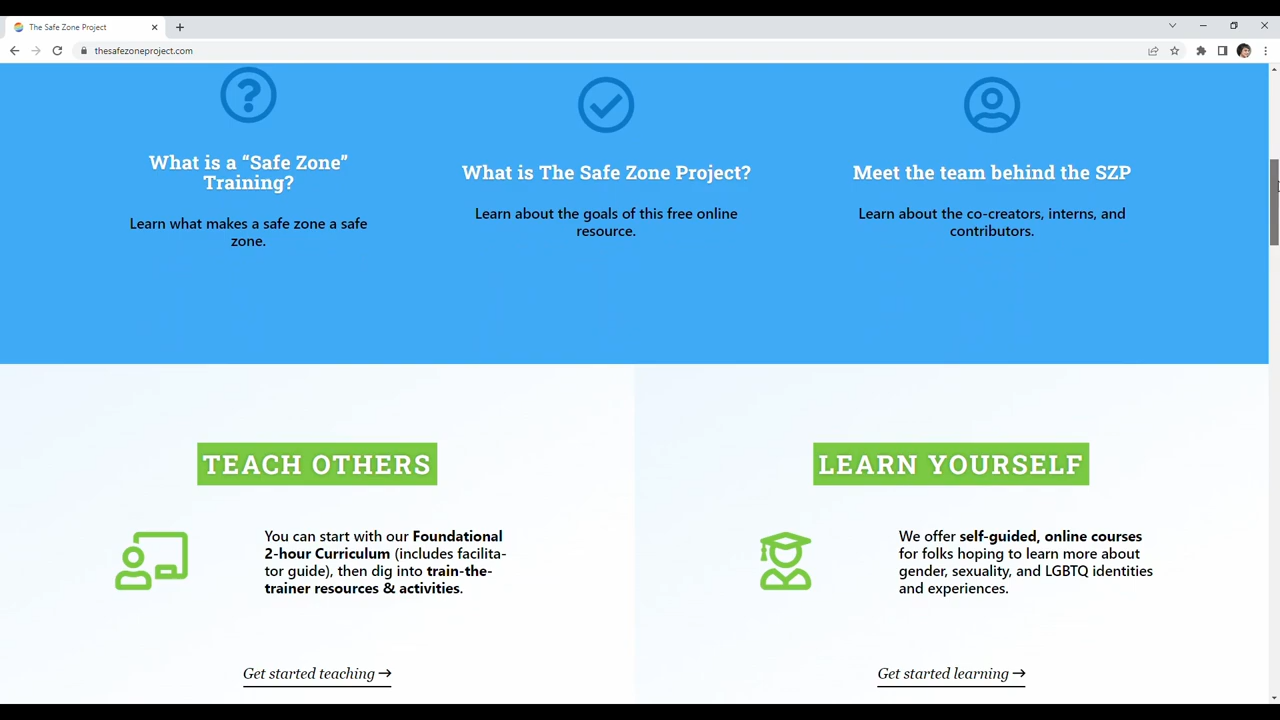 The Safe Zone Project
thesafezoneproject.com
What is a “Safe Zone”
Training?
Learn what makes a safe zone a safe
zone.
What is The Safe Zone Project?
Learn about the goals of this free online
resource.
Meet the team behind the SZP
Learn about the co-creators, interns, and
contributors.
TEACH OTHERS
You can start with our Foundational
2-hour Curriculum (includes facilita-
tor guide), then dig into train-the-
trainer resources & activities.
Get started teaching →
LEARN YOURSELF
We offer self-guided, online courses
for folks hoping to learn more about
gender, sexuality, and LGBTQ identities
and experiences.
Get started learning →